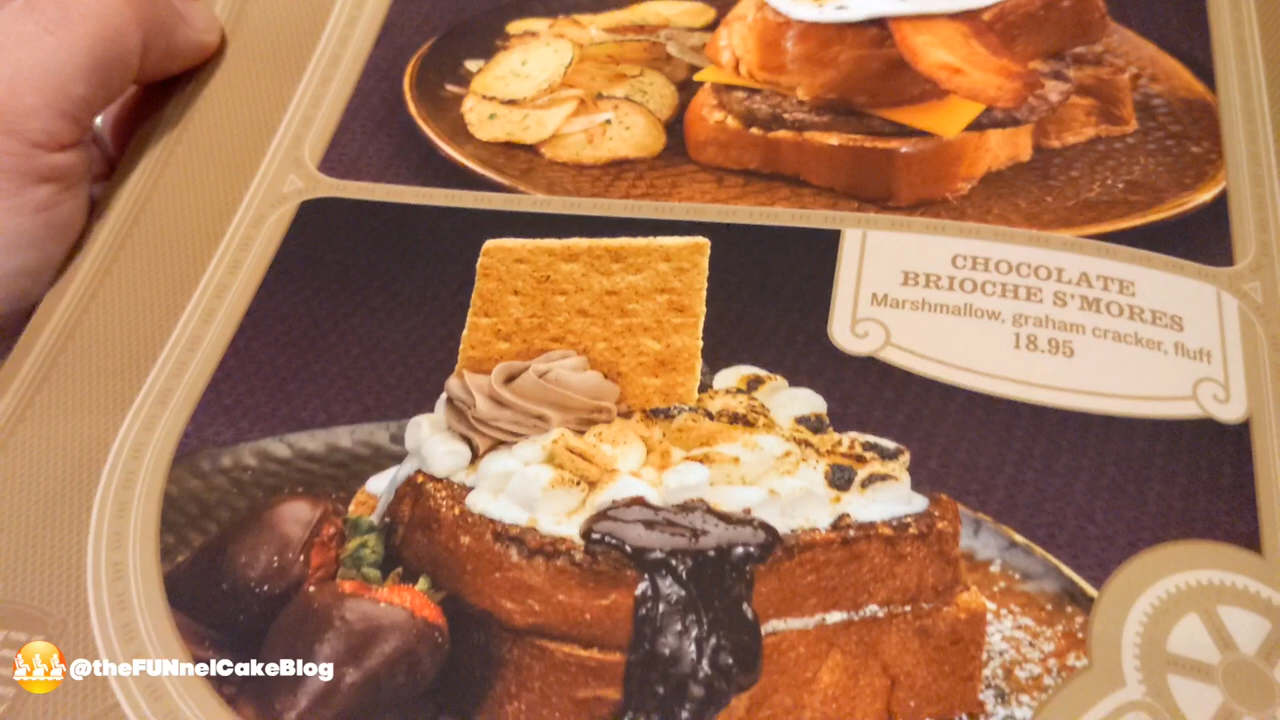 CHOCOLATE
BRIOCHE S'MORES
Marshmallow, graham cracker, fluff
18.95
@theFUNnelCakeBlog